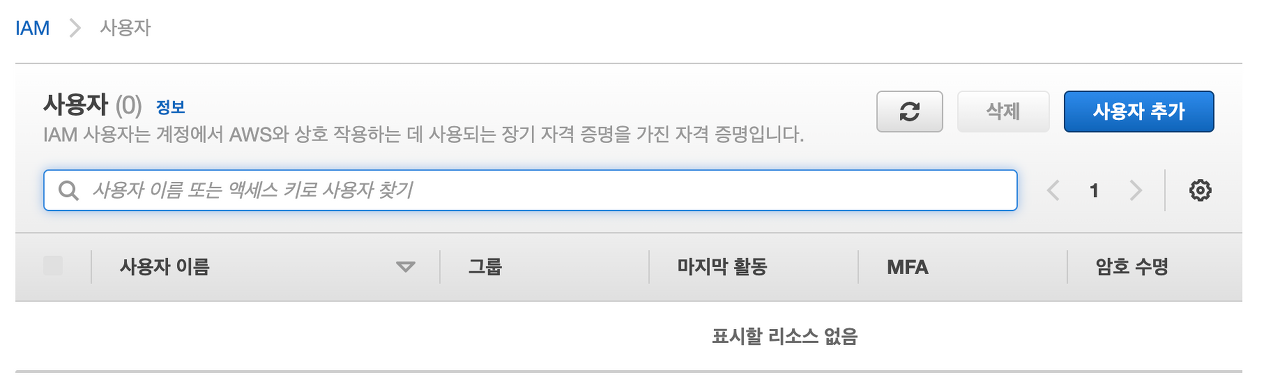 IAM > 사용자
사용자 (0) 정보
삭제
사용자 추가
IAM 사용자는 계정에서 AWS와 상호 작용하는 데 사용되는 장기 자격 증명을 가진 자격 증명입니다.
사용자 이름 또는 액세스 키로 사용자 찾기
1
사용자 이름 그룹 마지막 활동 MFA 암호 수명
표시할 리소스 없음